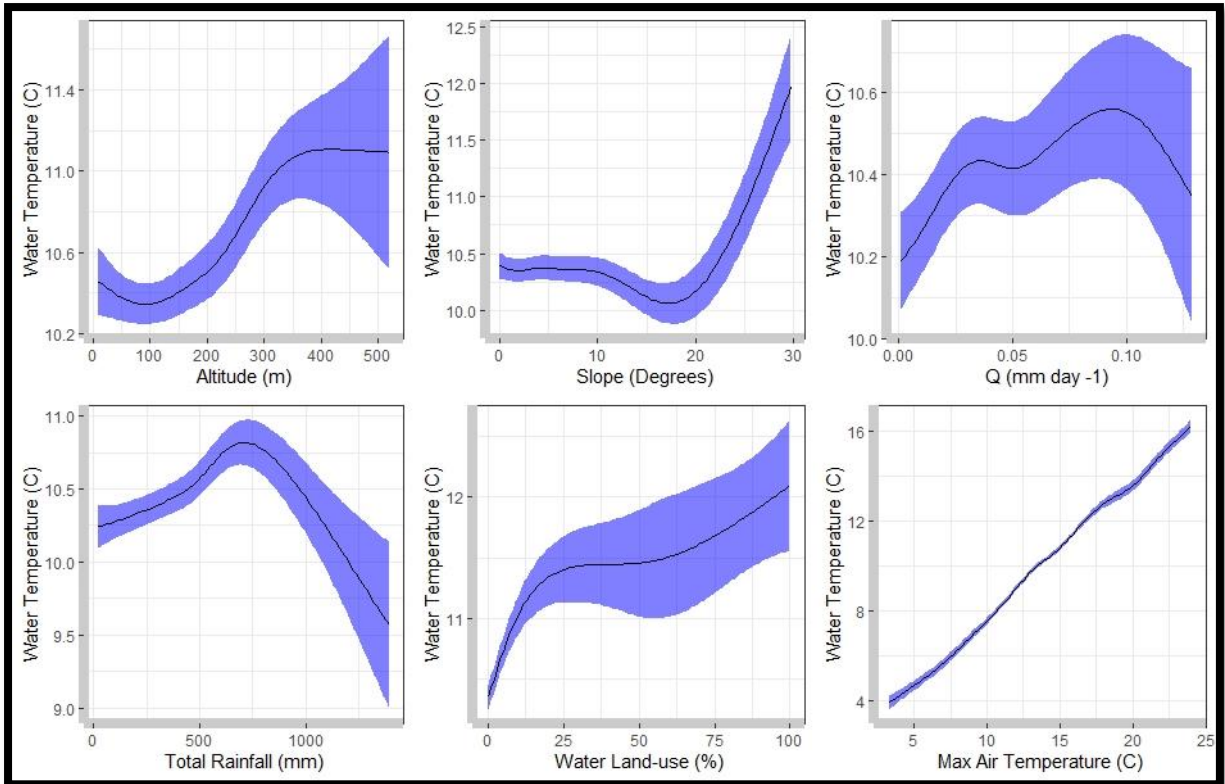 Water Temperature (C)
11.4
11.0
10.6
10.2
0 100 200 300 400 500
Altitude (m)
Water Temperature (C)
12.5
12.0
11.5
11.0
10.5
10.0
0 10 20 30
Slope (Degrees)
Water Temperature (C)
10.6
10.4
10.2
10.0
0.00 0.05 0.10
Q (mm day -1)
Water Temperature (C)
11.0
10.5
10.0
9.5
9.0
0 500 1000
Total Rainfall (mm)
Water Temperature (C)
12
11
0 25 50 75 100
Water Land-use (%)
Water Temperature (C)
16
12
8
4
5 10 15 20 25
Max Air Temperature (C)